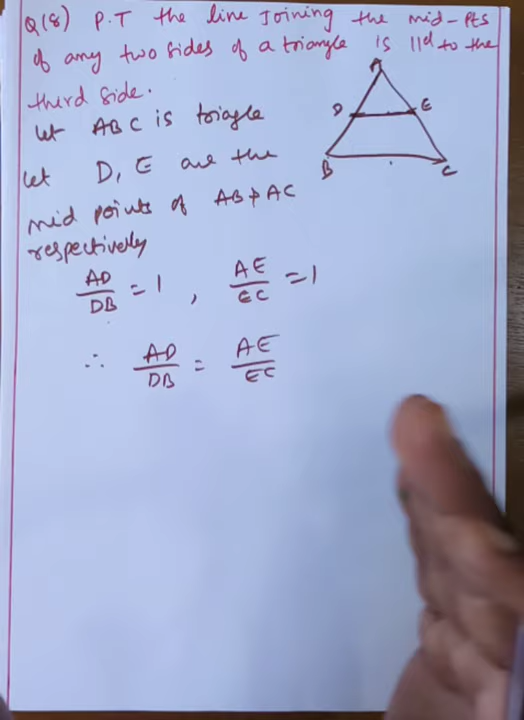 Q(8) P.T the line Joining the mid-pts
of any two sides of a triangle is ||el to the
third side.
let ABC is triagle
let D, E are the
mid points of AB & AC
respectively
AD/DB = 1 , AE/EC = 1
∴ AD/DB = AE/EC
A
D E
B C